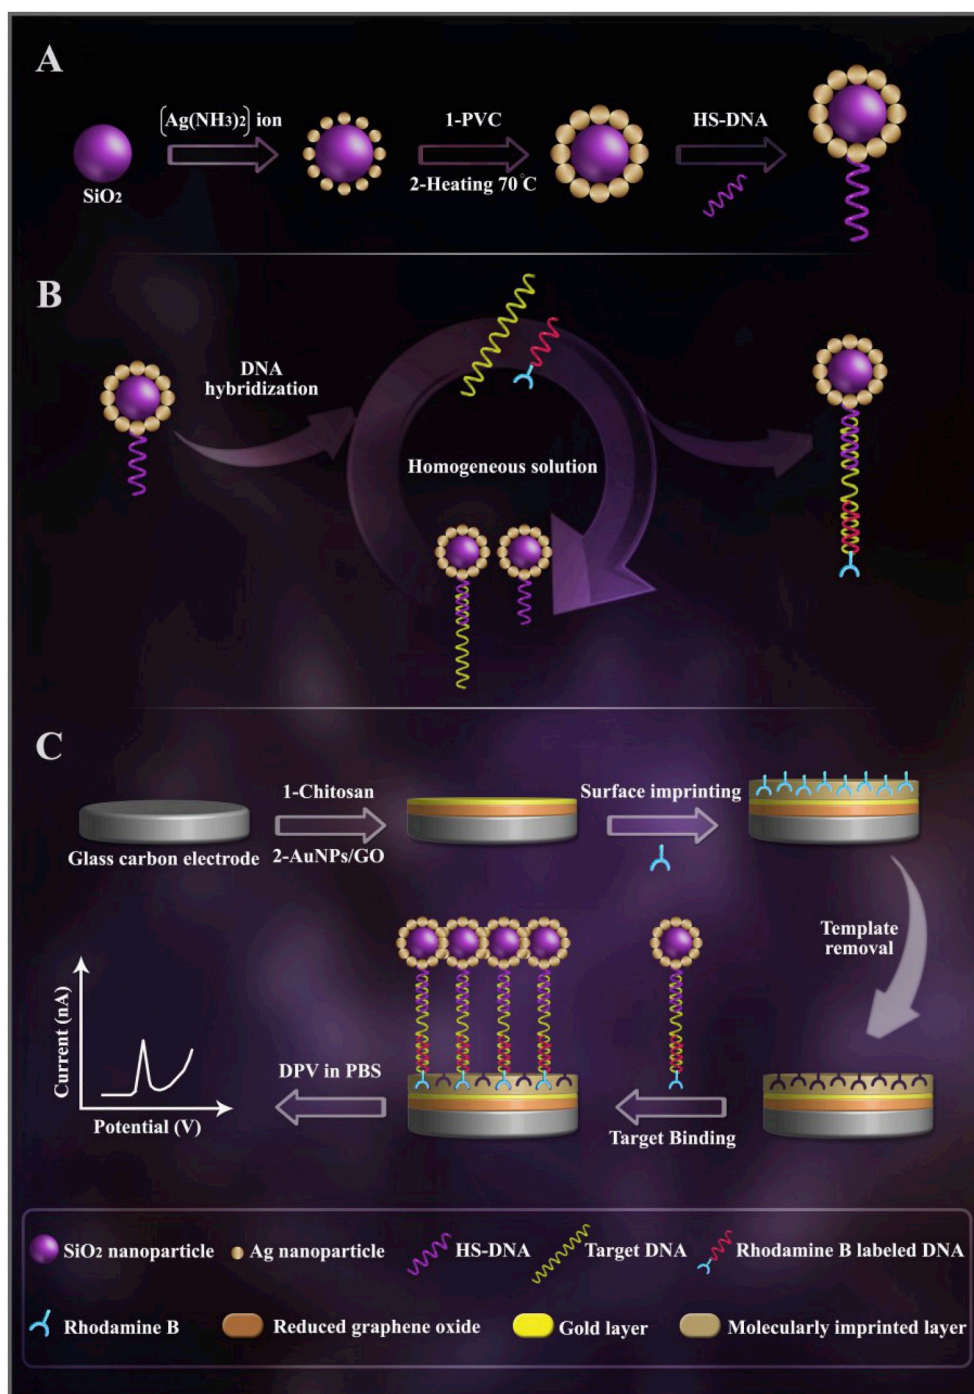 A
[Ag(NH3)2] ion
1-PVC
HS-DNA
SiO2
2-Heating 70°C
B
DNA
hybridization
Homogeneous solution
C
1-Chitosan
Surface imprinting
Glass carbon electrode
2-AuNPs/GO
Template
removal
Current (nA)
DPV in PBS
Potential (V)
Target Binding
SiO2 nanoparticle
Ag nanoparticle
HS-DNA
Target DNA
Rhodamine B labeled DNA
Rhodamine B
Reduced graphene oxide
Gold layer
Molecularly imprinted layer